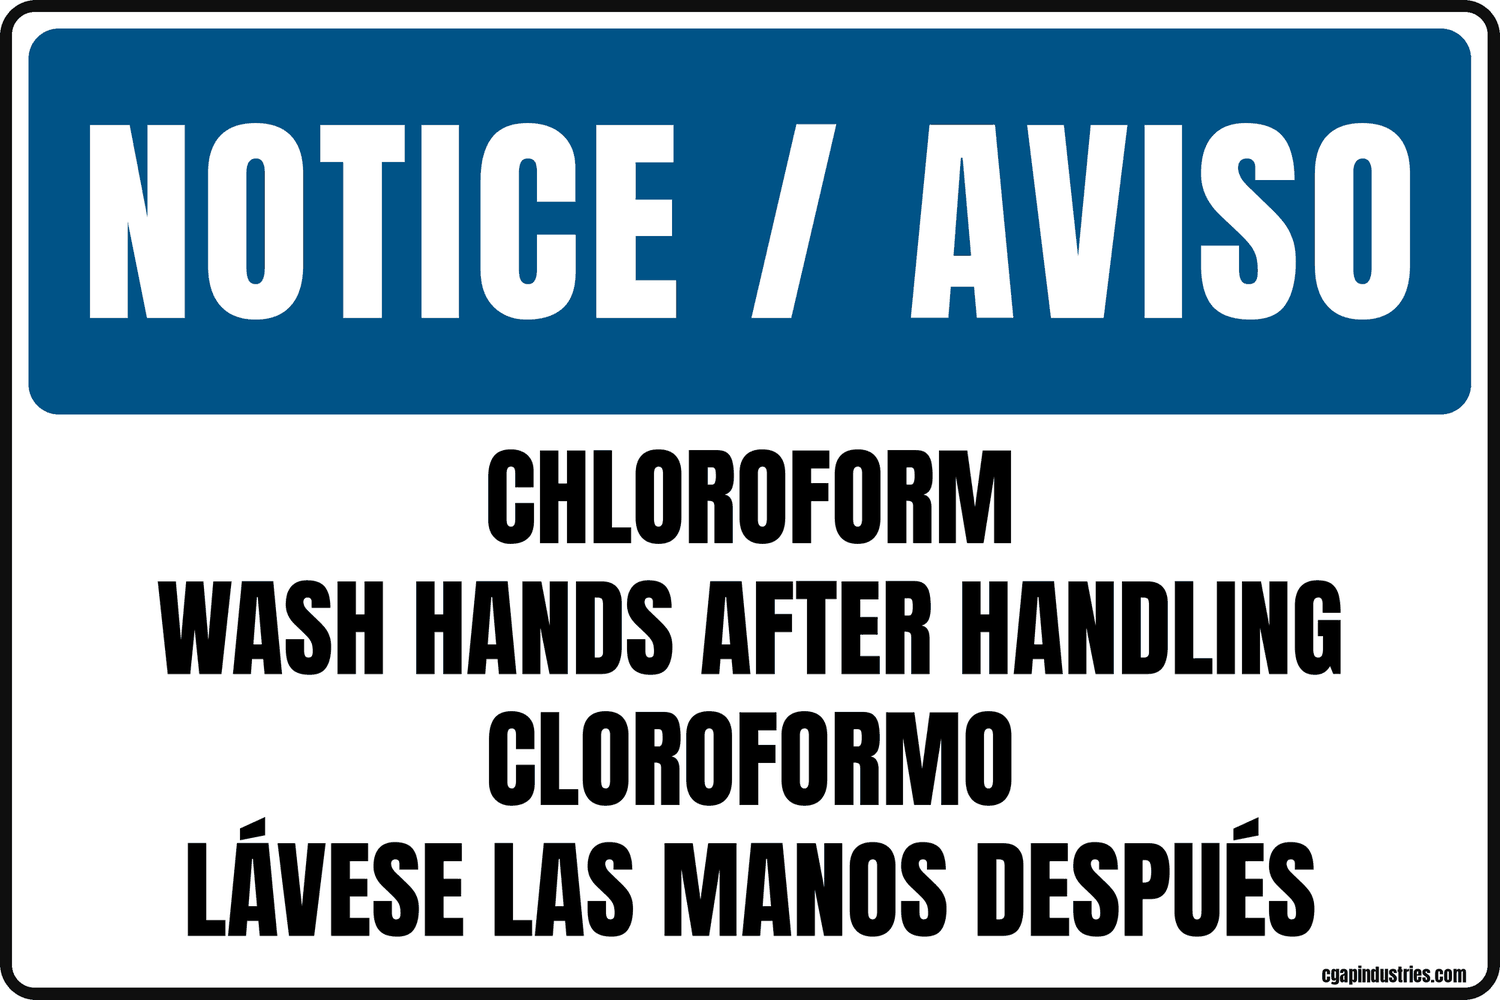 NOTICE / AVISO
CHLOROFORM
WASH HANDS AFTER HANDLING
CLOROFORMO
LÁVESE LAS MANOS DESPUÉS
cgapindustries.com